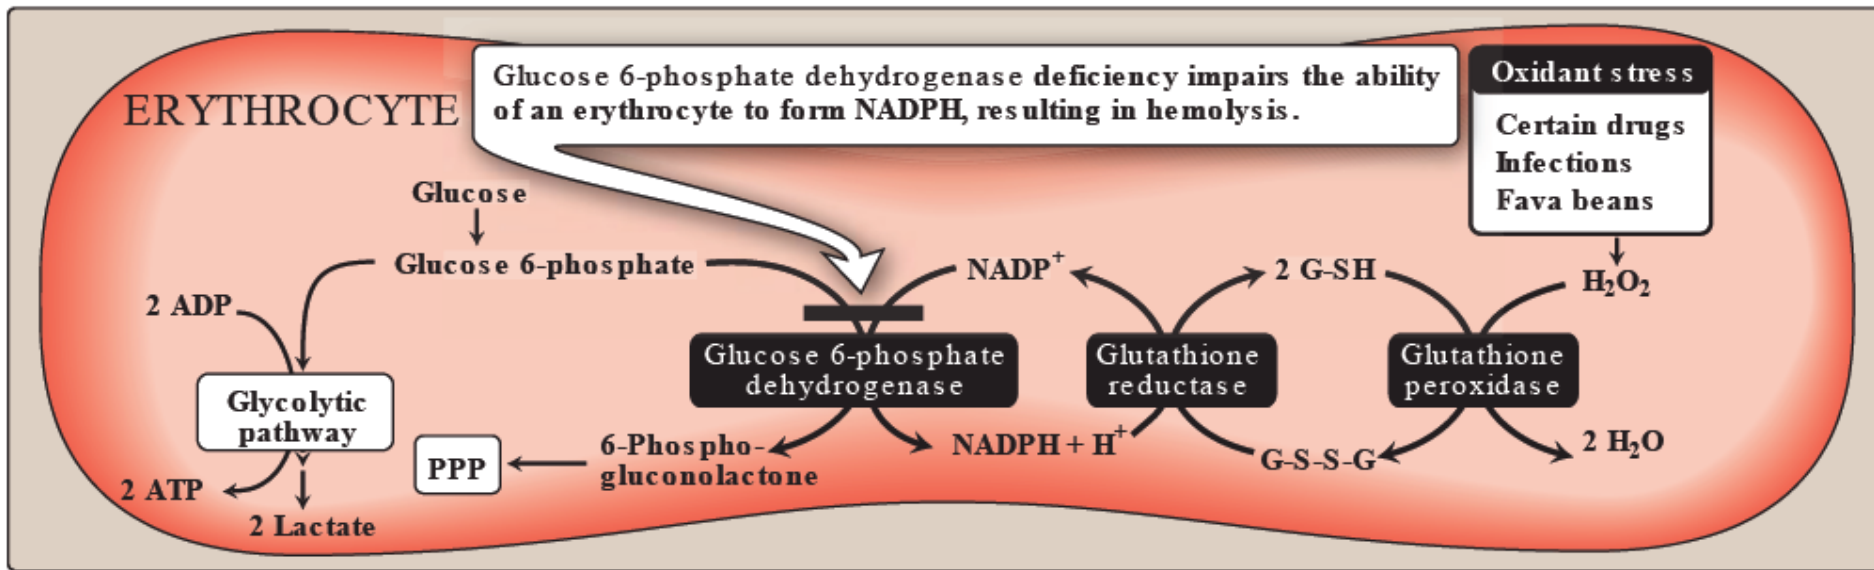 Glucose 6-phosphate dehydrogenase deficiency impairs the ability
of an erythrocyte to form NADPH, resulting in hemolysis.
ERYTHROCYTE
Oxidant stress
Certain drugs
Infections
Fava beans
Glucose
Glucose 6-phosphate
NADP⁺
2 G-SH
H₂O₂
2 ADP
Glycolytic
pathway
Glucose 6-phosphate
dehydrogenase
Glutathione
reductase
Glutathione
peroxidase
2 ATP
2 Lactate
PPP
6-Phospho-
gluconolactone
NADPH + H⁺
G-S-S-G
2 H₂O